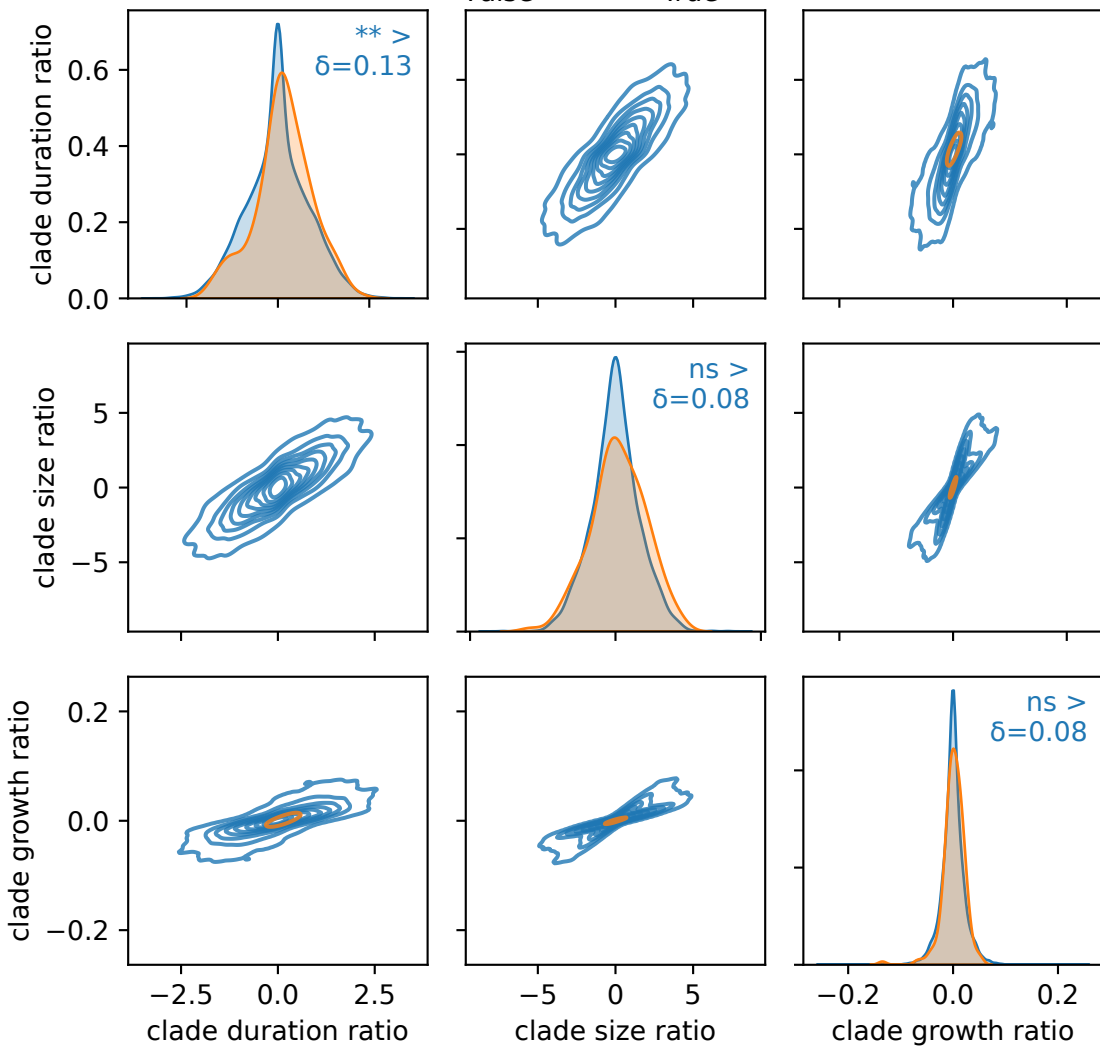 ** >
δ=0.13
clade duration ratio
0.6
0.4
0.2
0.0
ns >
δ=0.08
clade size ratio
5
0
−5
ns >
δ=0.08
clade growth ratio
0.2
0.0
−0.2
−2.5 0.0 2.5 −5 0 5 −0.2 0.0 0.2
clade duration ratio clade size ratio clade growth ratio